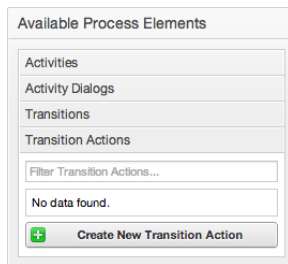 Available Process Elements
Activities
Activity Dialogs
Transitions
Transition Actions
Filter Transition Actions...
No data found.
Create New Transition Action